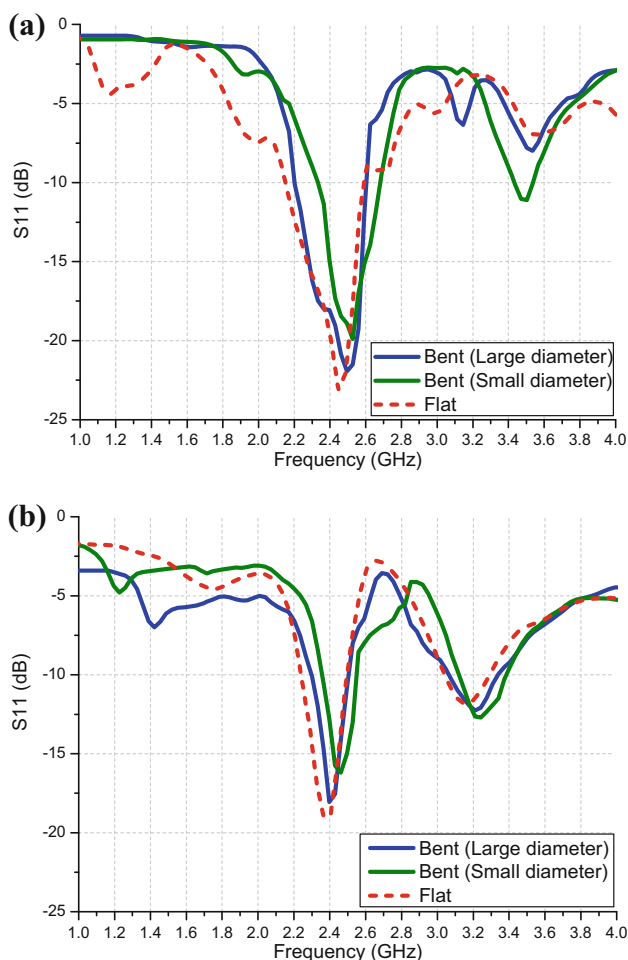 (a)
0
-5
-10
-15
-20
-25
S11 (dB)
Bent (Large diameter)
Bent (Small diameter)
Flat
1.0 1.2 1.4 1.6 1.8 2.0 2.2 2.4 2.6 2.8 3.0 3.2 3.4 3.6 3.8 4.0
Frequency (GHz)
(b)
0
-5
-10
-15
-20
-25
S11 (dB)
Bent (Large diameter)
Bent (Small diameter)
Flat
1.0 1.2 1.4 1.6 1.8 2.0 2.2 2.4 2.6 2.8 3.0 3.2 3.4 3.6 3.8 4.0
Frequency (GHz)